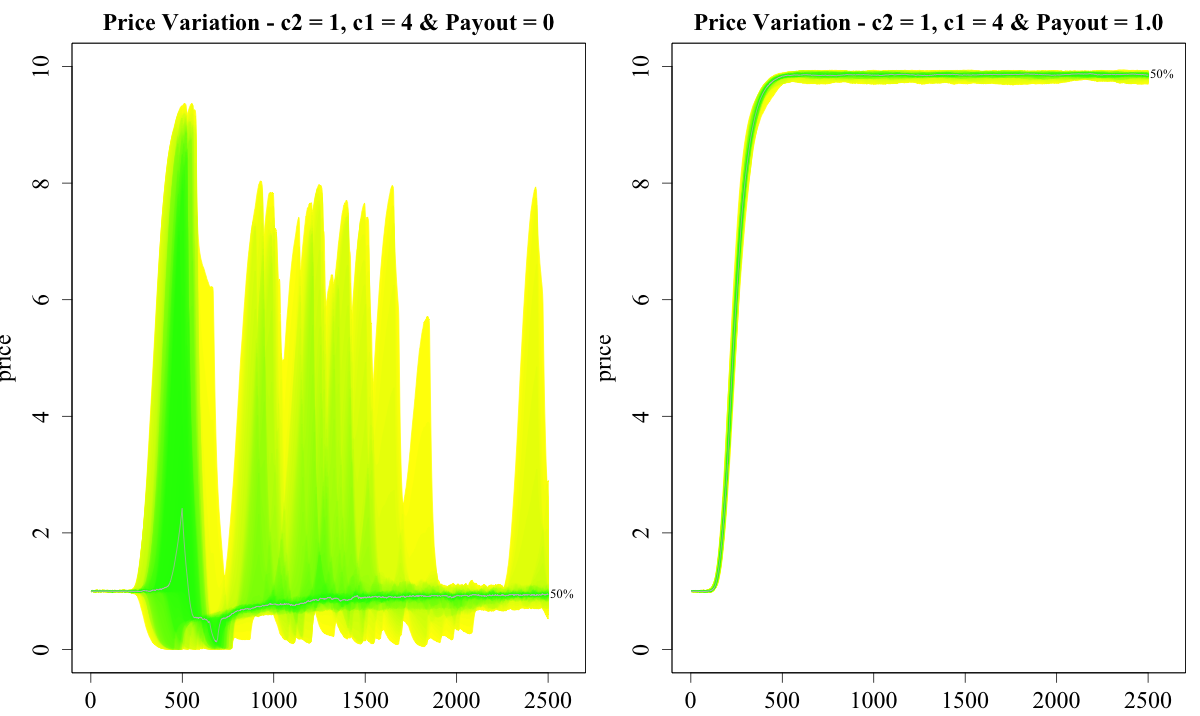 Price Variation - c2 = 1, c1 = 4 & Payout = 0
price
10
8
6
4
2
0
50%
0 500 1000 1500 2000 2500
Price Variation - c2 = 1, c1 = 4 & Payout = 1.0
price
10
8
6
4
2
0
50%
0 500 1000 1500 2000 2500